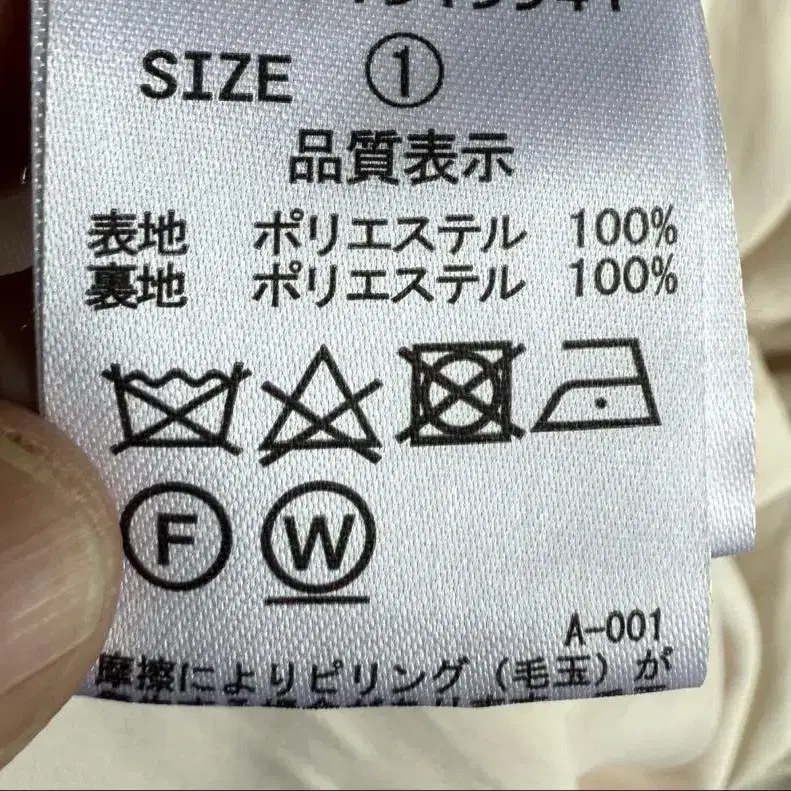 SIZE ①
品質表示
表地 ポリエステル 100%
裏地 ポリエステル 100%
F W
A-001
摩擦によりピリング（毛玉）が